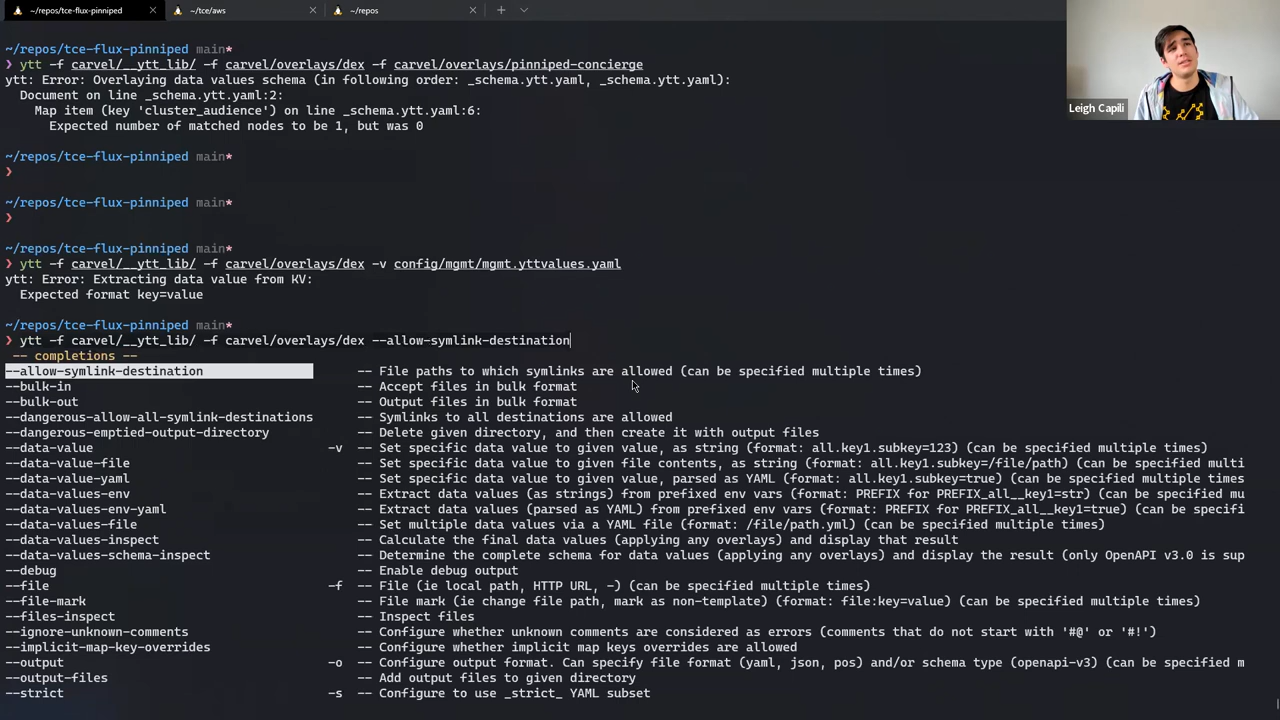 ~/repos/tce-flux-pinniped
~/tce/aws
~/repos
~/repos/tce-flux-pinniped main*
❯ ytt -f carvel/__ytt_lib/ -f carvel/overlays/dex -f carvel/overlays/pinniped-concierge
ytt: Error: Overlaying data values schema (in following order: _schema.ytt.yaml, _schema.ytt.yaml):
Document on line _schema.ytt.yaml:2:
Map item (key 'cluster_audience') on line _schema.ytt.yaml:6:
Expected number of matched nodes to be 1, but was 0
Leigh Capili
~/repos/tce-flux-pinniped main*
❯
~/repos/tce-flux-pinniped main*
❯
~/repos/tce-flux-pinniped main*
❯ ytt -f carvel/__ytt_lib/ -f carvel/overlays/dex -v config/mgmt/mgmt.yttvalues.yaml
ytt: Error: Extracting data value from KV:
Expected format key=value
~/repos/tce-flux-pinniped main*
❯ ytt -f carvel/__ytt_lib/ -f carvel/overlays/dex --allow-symlink-destination
-- completions --
--allow-symlink-destination -- File paths to which symlinks are allowed (can be specified multiple times)
--bulk-in -- Accept files in bulk format
--bulk-out -- Output files in bulk format
--dangerous-allow-all-symlink-destinations -- Symlinks to all destinations are allowed
--dangerous-emptied-output-directory -- Delete given directory, and then create it with output files
--data-value -v -- Set specific data value to given value, as string (format: all.key1.subkey=123) (can be specified multiple times)
--data-value-file -- Set specific data value to given file contents, as string (format: all.key1.subkey=/file/path) (can be specified multi
--data-value-yaml -- Set specific data value to given value, parsed as YAML (format: all.key1.subkey=true) (can be specified multiple times
--data-values-env -- Extract data values (as strings) from prefixed env vars (format: PREFIX for PREFIX_all__key1=str) (can be specified mu
--data-values-env-yaml -- Extract data values (parsed as YAML) from prefixed env vars (format: PREFIX for PREFIX_all__key1=true) (can be specifi
--data-values-file -- Set multiple data values via a YAML file (format: /file/path.yml) (can be specified multiple times)
--data-values-inspect -- Calculate the final data values (applying any overlays) and display that result
--data-values-schema-inspect -- Determine the complete schema for data values (applying any overlays) and display the result (only OpenAPI v3.0 is sup
--debug -- Enable debug output
--file -f -- File (ie local path, HTTP URL, -) (can be specified multiple times)
--file-mark -- File mark (ie change file path, mark as non-template) (format: file:key=value) (can be specified multiple times)
--files-inspect -- Inspect files
--ignore-unknown-comments -- Configure whether unknown comments are considered as errors (comments that do not start with '#@' or '#!')
--implicit-map-key-overrides -- Configure whether implicit map keys overrides are allowed
--output -o -- Configure output format. Can specify file format (yaml, json, pos) and/or schema type (openapi-v3) (can be specified m
--output-files -- Add output files to given directory
--strict -s -- Configure to use _strict_ YAML subset